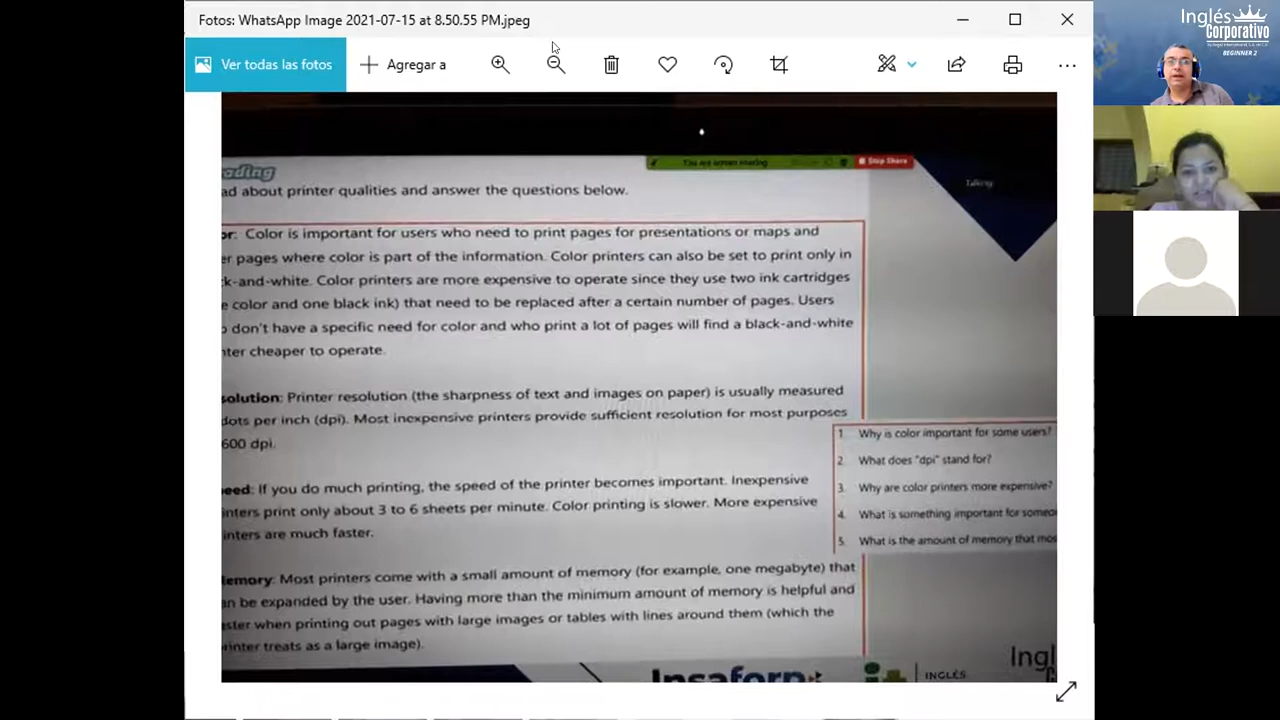 Fotos: WhatsApp Image 2021-07-15 at 8.50.55 PM.jpeg
Ver todas las fotos
Agregar a
Inglés
Corporativo
BEGINNER 2
You are screen sharing
Stop Share
Talking:
ading
ad about printer qualities and answer the questions below.
or: Color is important for users who need to print pages for presentations or maps and
er pages where color is part of the information. Color printers can also be set to print only in
k-and-white. Color printers are more expensive to operate since they use two ink cartridges
e color and one black ink) that need to be replaced after a certain number of pages. Users
o don't have a specific need for color and who print a lot of pages will find a black-and-white
ter cheaper to operate.
solution: Printer resolution (the sharpness of text and images on paper) is usually measured
dots per inch (dpi). Most inexpensive printers provide sufficient resolution for most purposes
600 dpi.
eed: If you do much printing, the speed of the printer becomes important. Inexpensive
inters print only about 3 to 6 sheets per minute. Color printing is slower. More expensive
inters are much faster.
emory: Most printers come with a small amount of memory (for example, one megabyte) that
an be expanded by the user. Having more than the minimum amount of memory is helpful and
ster when printing out pages with large images or tables with lines around them (which the
rinter treats as a large image).
1. Why is color important for some users?
2. What does "dpi" stand for?
3. Why are color printers more expensive?
4. What is something important for someo
5. What is the amount of memory that mos
Insaforp
INGLÉS
Ingl